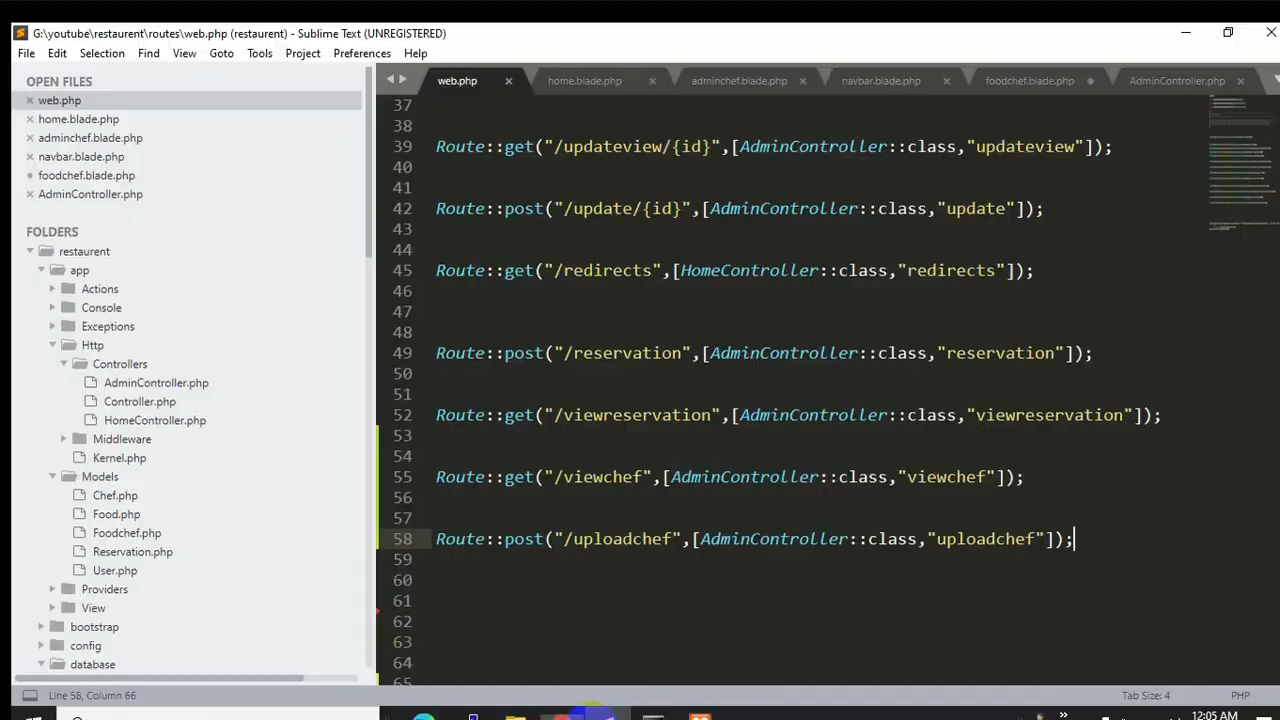 G:\youtube\restaurent\routes\web.php (restaurent) - Sublime Text (UNREGISTERED)
File Edit Selection Find View Goto Tools Project Preferences Help
OPEN FILES
web.php
home.blade.php
adminchef.blade.php
navbar.blade.php
foodchef.blade.php
AdminController.php
FOLDERS
restaurent
app
Actions
Console
Exceptions
Http
Controllers
AdminController.php
Controller.php
HomeController.php
Middleware
Kernel.php
Models
Chef.php
Food.php
Foodchef.php
Reservation.php
User.php
Providers
View
bootstrap
config
database
web.php home.blade.php adminchef.blade.php navbar.blade.php foodchef.blade.php AdminController.php
37
38
39 Route::get("/updateview/{id}",[AdminController::class,"updateview"]);
40
41
42 Route::post("/update/{id}",[AdminController::class,"update"]);
43
44
45 Route::get("/redirects",[HomeController::class,"redirects"]);
46
47
48
49 Route::post("/reservation",[AdminController::class,"reservation"]);
50
51
52 Route::get("/viewreservation",[AdminController::class,"viewreservation"]);
53
54
55 Route::get("/viewchef",[AdminController::class,"viewchef"]);
56
57
58 Route::post("/uploadchef",[AdminController::class,"uploadchef"]);
59
60
61
62
63
64
65
Line 58, Column 66 Tab Size: 4 PHP
12:05 AM